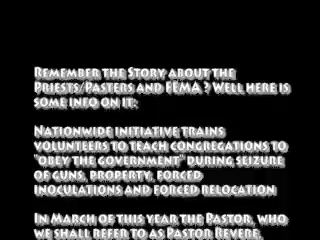 Remember the Story about the
Priests/Pasters and FEMA ? Well here is
some info on it:
Nationwide initiative trains
volunteers to teach congregations to
"obey the government" during seizure
of guns, property, forced
inoculations and forced relocation
In March of this year the Pastor, who
we shall refer to as Pastor Revere,